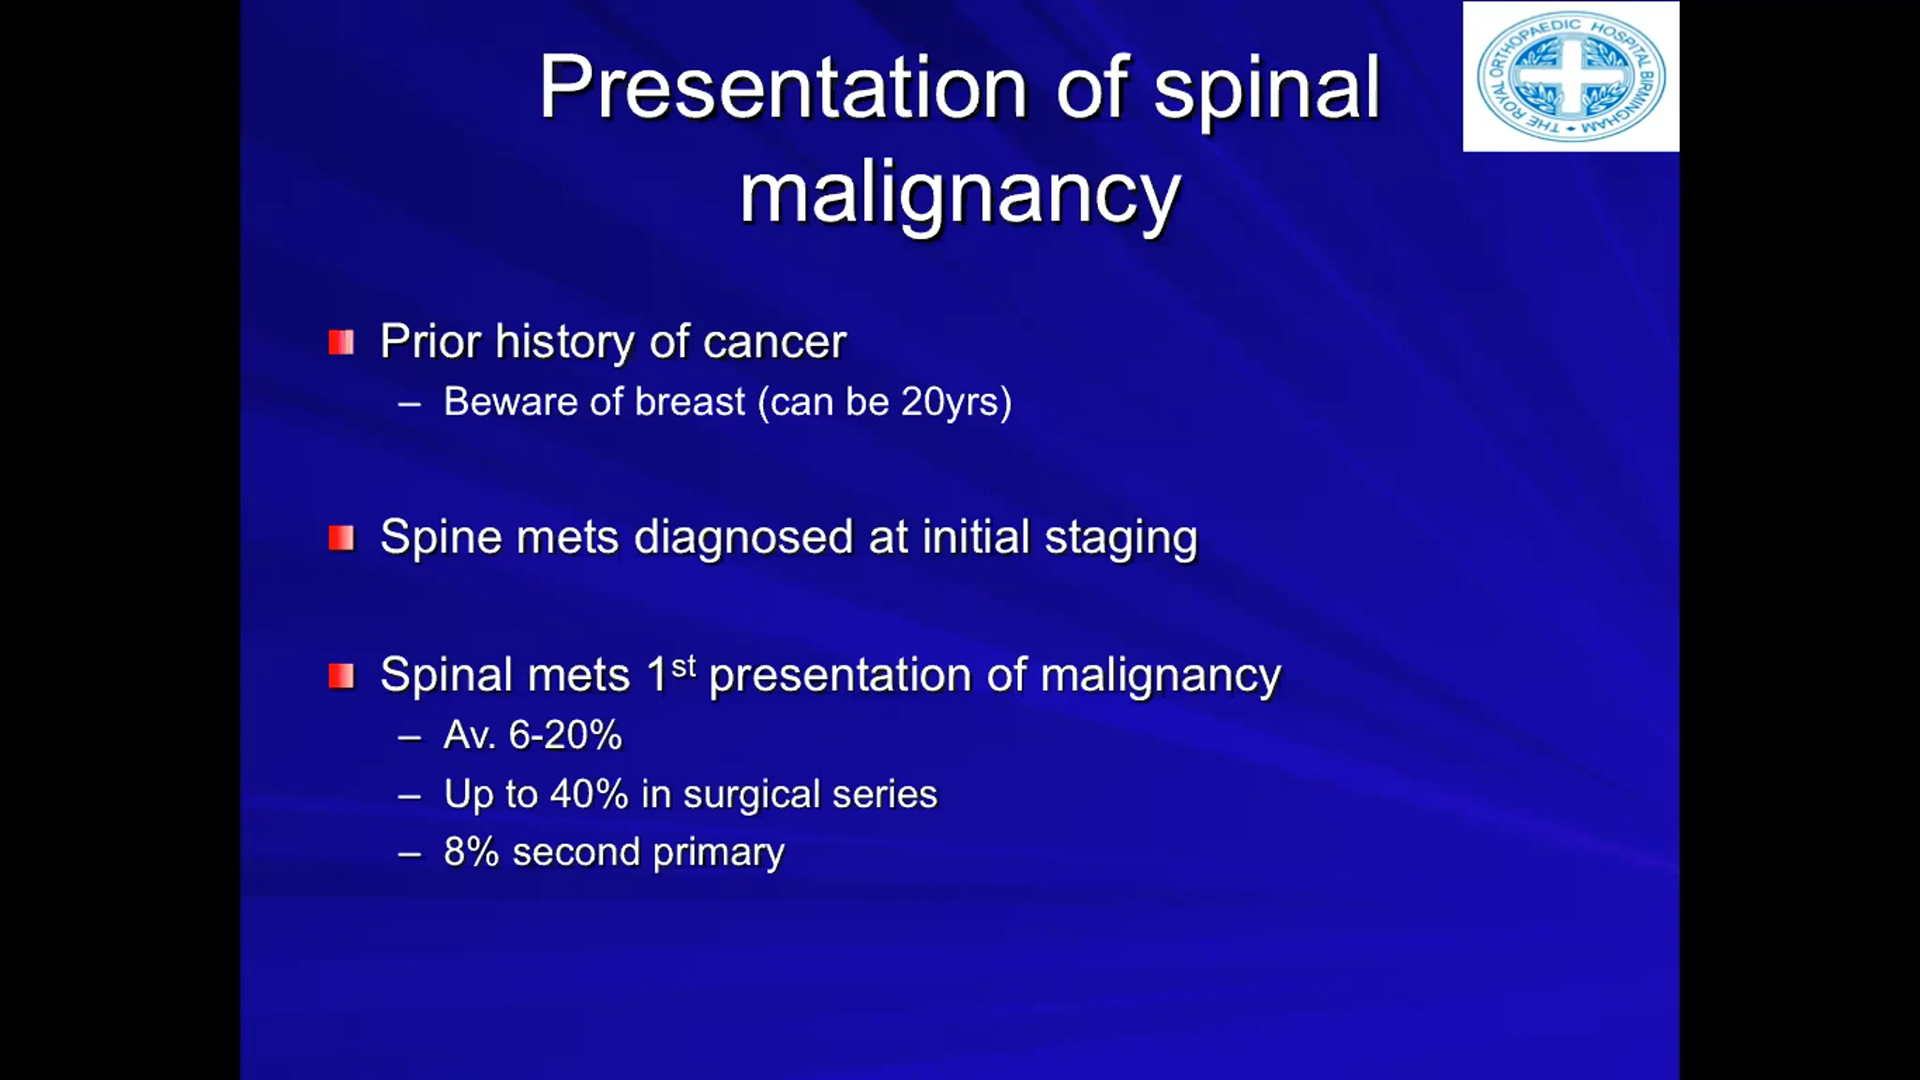 Presentation of spinal
malignancy
THE ROYAL ORTHOPAEDIC HOSPITAL BIRMINGHAM
Prior history of cancer
– Beware of breast (can be 20yrs)
Spine mets diagnosed at initial staging
Spinal mets 1st presentation of malignancy
– Av. 6-20%
– Up to 40% in surgical series
– 8% second primary